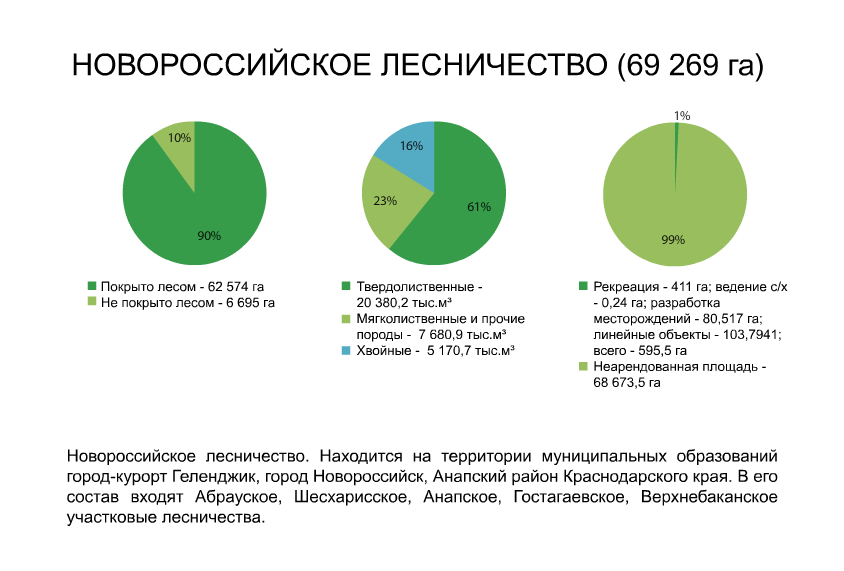 НОВОРОССИЙСКОЕ ЛЕСНИЧЕСТВО (69 269 га)
10%
90%
Покрыто лесом - 62 574 га
Не покрыто лесом - 6 695 га
16%
23%
61%
Твердолиственные -
20 380,2 тыс.м³
Мягколиственные и прочие
породы -  7 680,9 тыс.м³
Хвойные -  5 170,7 тыс.м³
1%
99%
Рекреация - 411 га; ведение с/х
- 0,24 га; разработка
месторождений - 80,517 га;
линейные объекты - 103,7941;
всего - 595,5 га
Неарендованная площадь -
68 673,5 га
Новороссийское лесничество. Находится на территории муниципальных образований
город-курорт Геленджик, город Новороссийск, Анапский район Краснодарского края. В его
состав входят Абрауское, Шесхарисское, Анапское, Гостагаевское, Верхнебаканское
участковые лесничества.